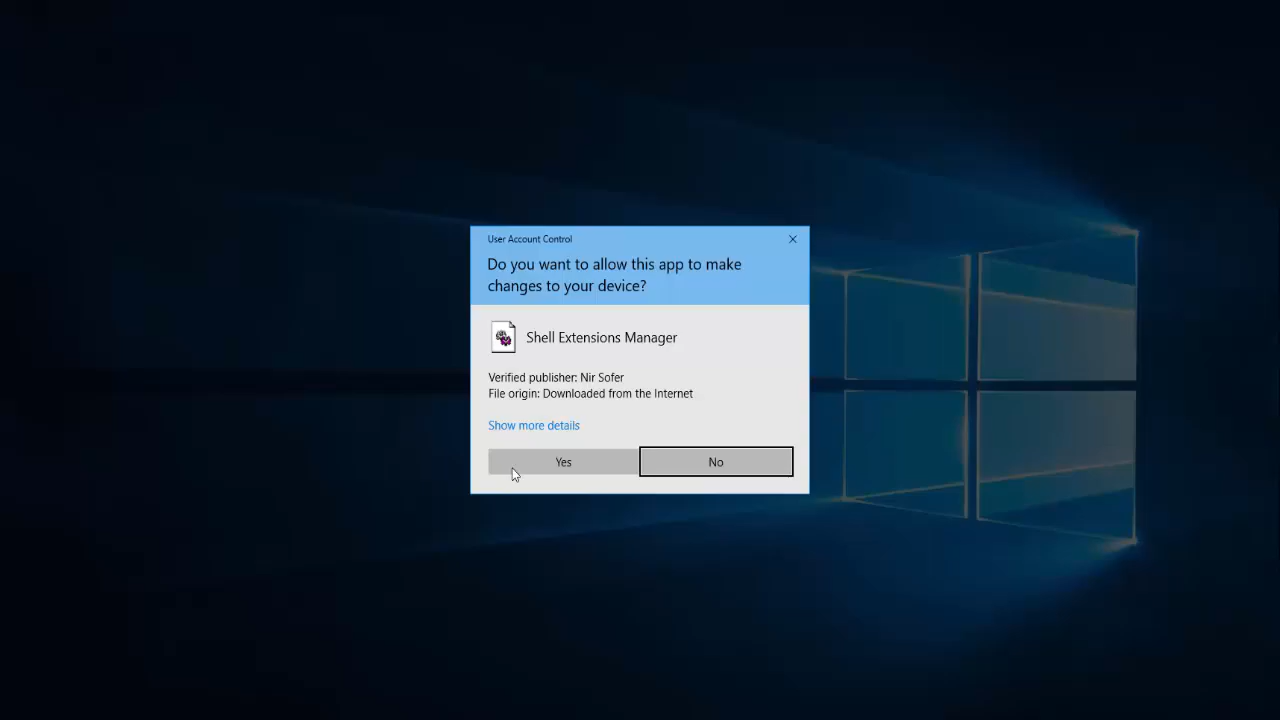 User Account Control
Do you want to allow this app to make
changes to your device?
Shell Extensions Manager
Verified publisher: Nir Sofer
File origin: Downloaded from the Internet
Show more details
Yes
No